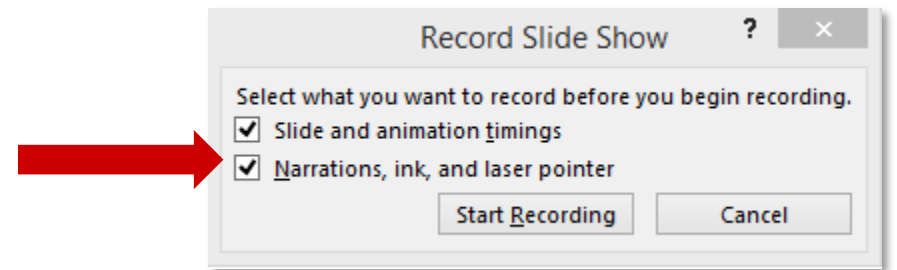 Record Slide Show ? ×
Select what you want to record before you begin recording.
Slide and animation timings
Narrations, ink, and laser pointer
Start Recording Cancel